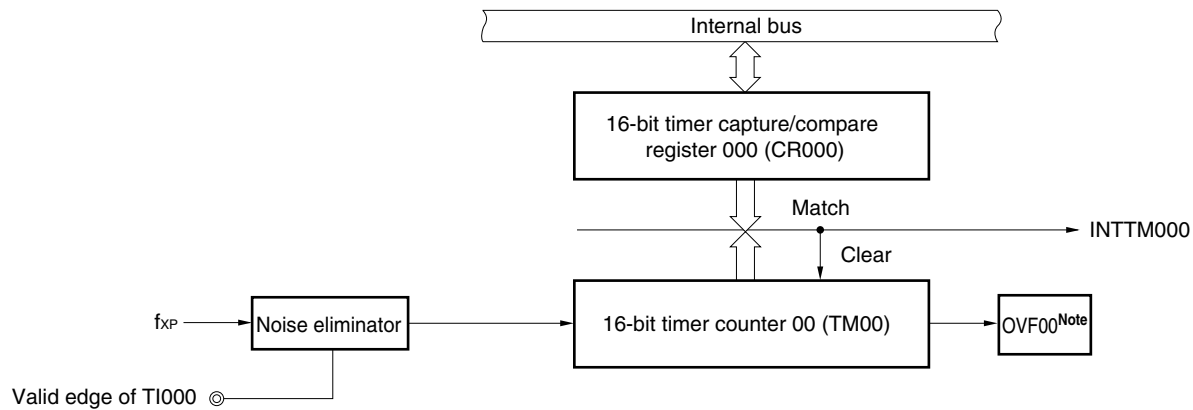 Internal bus
16-bit timer capture/compare
register 000 (CR000)
Match
INTTM000
Clear
fXP
Noise eliminator
16-bit timer counter 00 (TM00)
OVF00Note
Valid edge of TI000